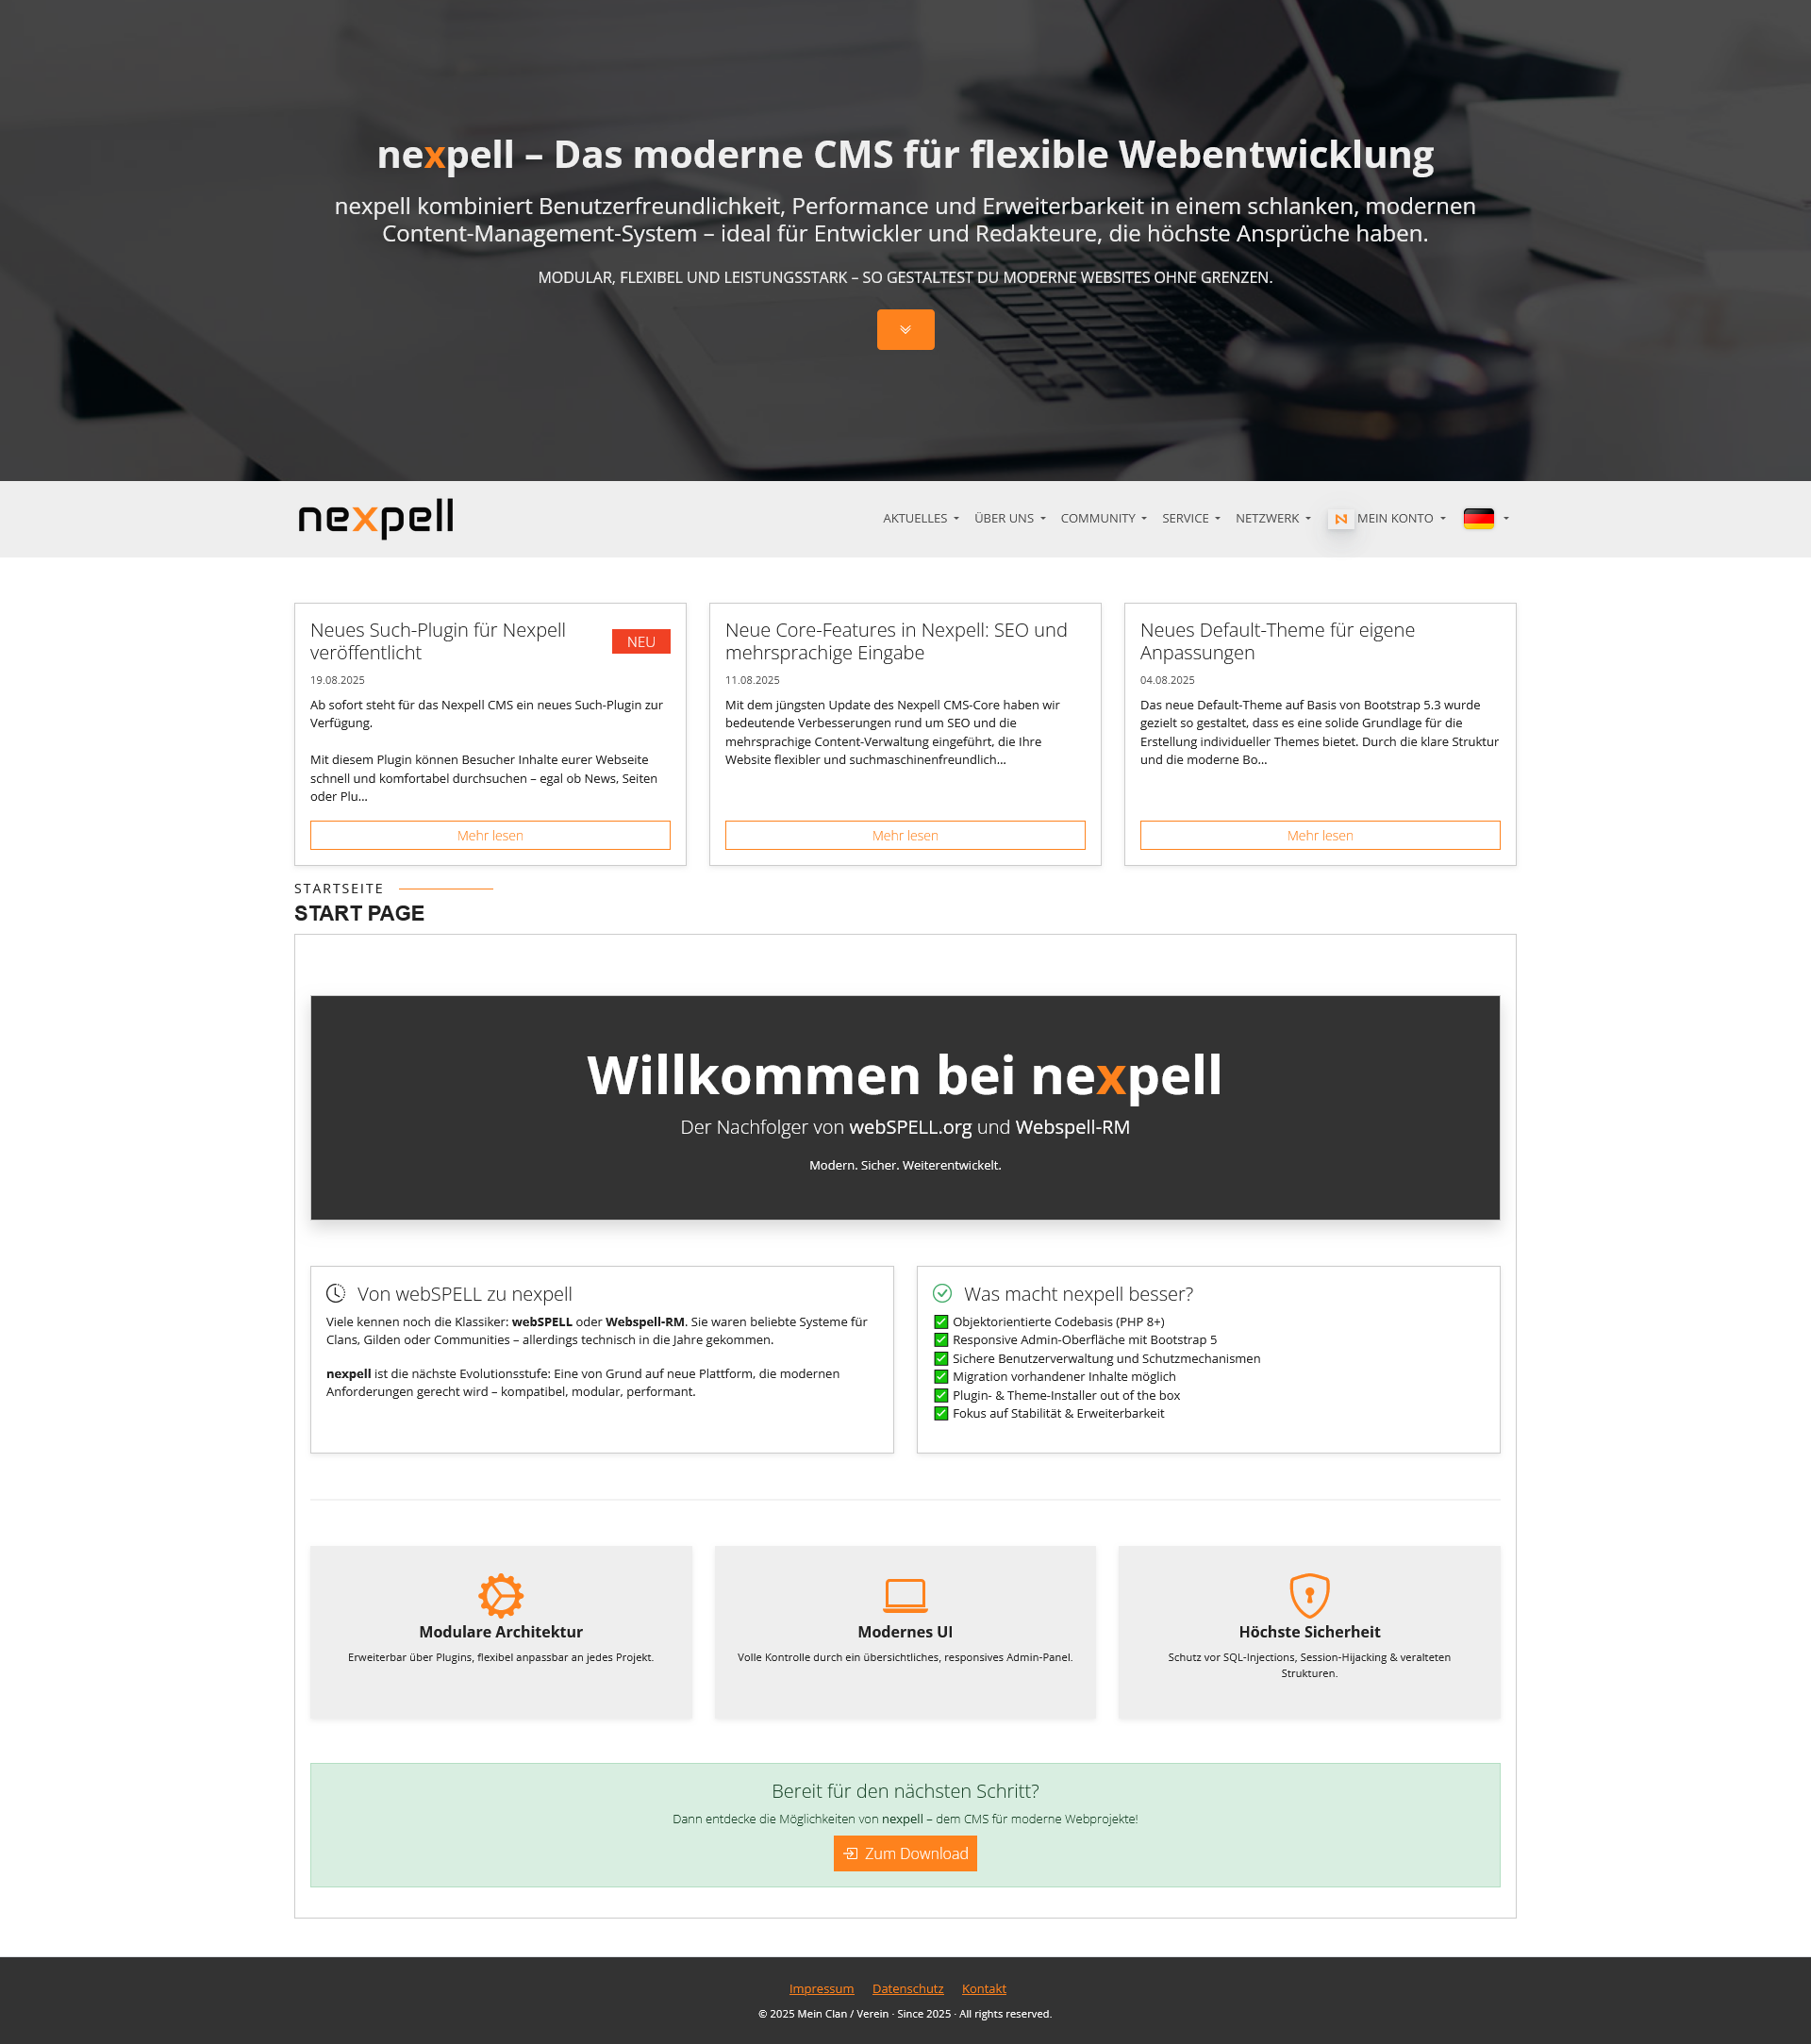 nexpell – Das moderne CMS für flexible Webentwicklung
nexpell kombiniert Benutzerfreundlichkeit, Performance und Erweiterbarkeit in einem schlanken, modernen
Content-Management-System – ideal für Entwickler und Redakteure, die höchste Ansprüche haben.
MODULAR, FLEXIBEL UND LEISTUNGSSTARK – SO GESTALTEST DU MODERNE WEBSITES OHNE GRENZEN.
nexpell
AKTUELLES ÜBER UNS COMMUNITY SERVICE NETZWERK MEIN KONTO
Neues Such-Plugin für Nexpell
veröffentlicht
NEU
19.08.2025
Ab sofort steht für das Nexpell CMS ein neues Such-Plugin zur
Verfügung.
Mit diesem Plugin können Besucher Inhalte eurer Webseite
schnell und komfortabel durchsuchen – egal ob News, Seiten
oder Plu...
Mehr lesen
Neue Core-Features in Nexpell: SEO und
mehrsprachige Eingabe
11.08.2025
Mit dem jüngsten Update des Nexpell CMS-Core haben wir
bedeutende Verbesserungen rund um SEO und die
mehrsprachige Content-Verwaltung eingeführt, die Ihre
Website flexibler und suchmaschinenfreundlich...
Mehr lesen
Neues Default-Theme für eigene
Anpassungen
04.08.2025
Das neue Default-Theme auf Basis von Bootstrap 5.3 wurde
gezielt so gestaltet, dass es eine solide Grundlage für die
Erstellung individueller Themes bietet. Durch die klare Struktur
und die moderne Bo...
Mehr lesen
STARTSEITE
START PAGE
Willkommen bei nexpell
Der Nachfolger von webSPELL.org und Webspell-RM
Modern. Sicher. Weiterentwickelt.
Von webSPELL zu nexpell
Viele kennen noch die Klassiker: webSPELL oder Webspell-RM. Sie waren beliebte Systeme für
Clans, Gilden oder Communities – allerdings technisch in die Jahre gekommen.
nexpell ist die nächste Evolutionsstufe: Eine von Grund auf neue Plattform, die modernen
Anforderungen gerecht wird – kompatibel, modular, performant.
Was macht nexpell besser?
✅ Objektorientierte Codebasis (PHP 8+)
✅ Responsive Admin-Oberfläche mit Bootstrap 5
✅ Sichere Benutzerverwaltung und Schutzmechanismen
✅ Migration vorhandener Inhalte möglich
✅ Plugin- & Theme-Installer out of the box
✅ Fokus auf Stabilität & Erweiterbarkeit
Modulare Architektur
Erweiterbar über Plugins, flexibel anpassbar an jedes Projekt.
Modernes UI
Volle Kontrolle durch ein übersichtliches, responsives Admin-Panel.
Höchste Sicherheit
Schutz vor SQL-Injections, Session-Hijacking & veralteten
Strukturen.
Bereit für den nächsten Schritt?
Dann entdecke die Möglichkeiten von nexpell – dem CMS für moderne Webprojekte!
Zum Download
Impressum Datenschutz Kontakt
© 2025 Mein Clan / Verein · Since 2025 · All rights reserved.